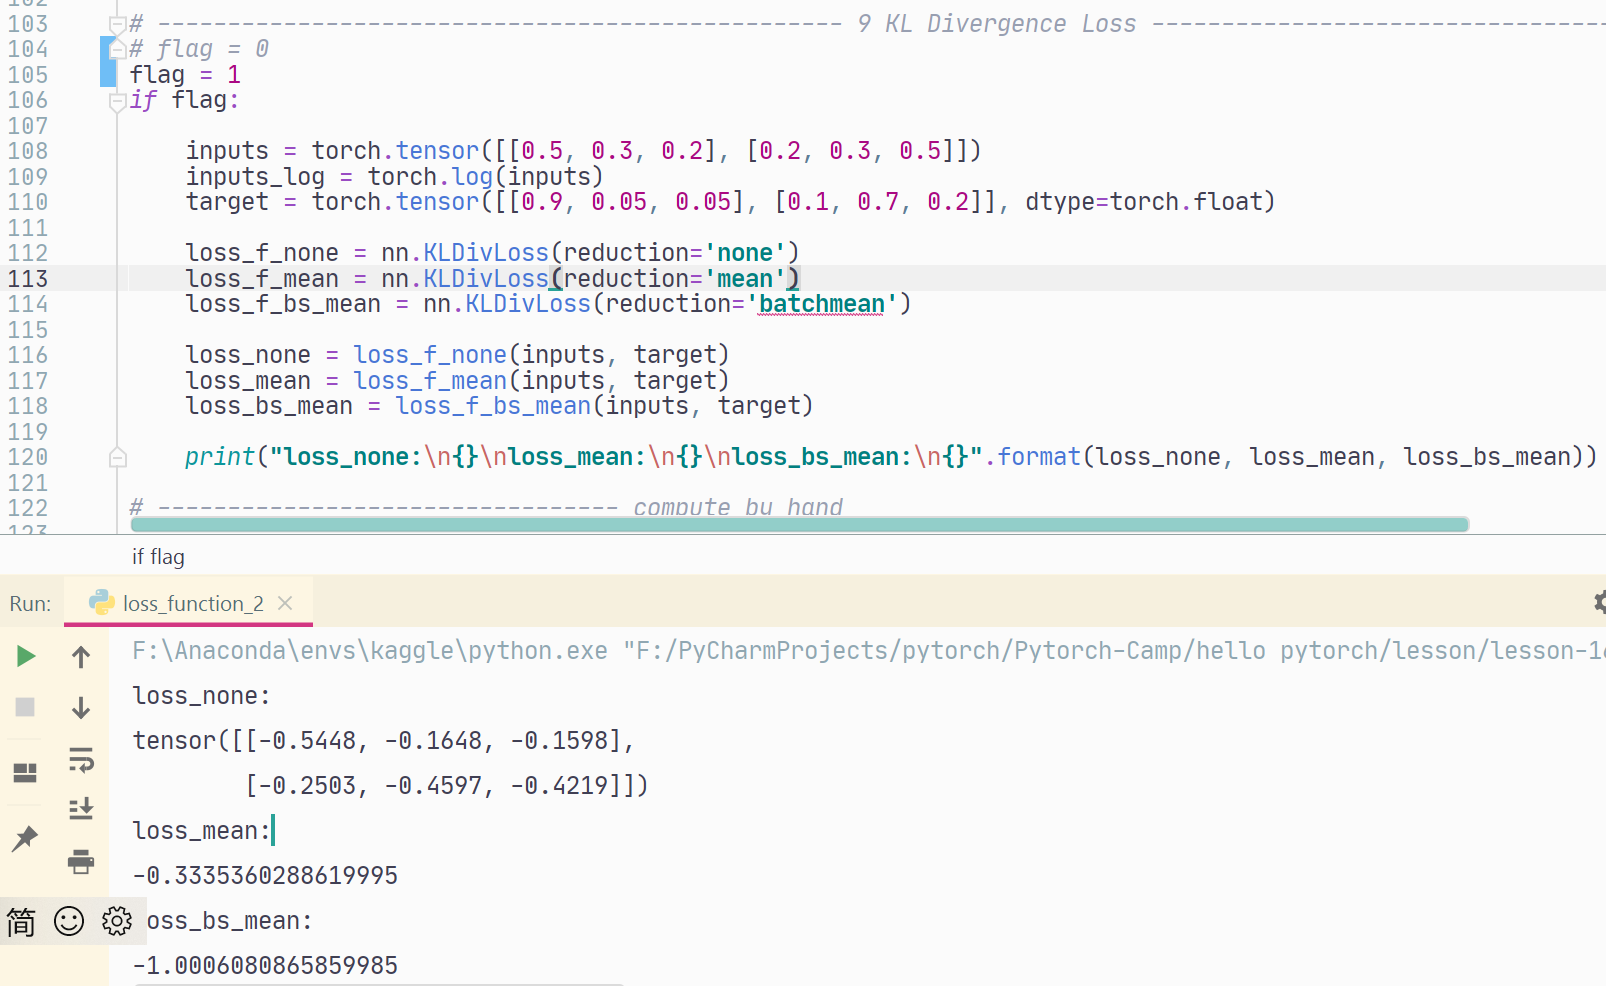 103 # ------------------------------------------------- 9 KL Divergence Loss ---------------------------------
104 # flag = 0
105 flag = 1
106 if flag:
107
108 inputs = torch.tensor([[0.5, 0.3, 0.2], [0.2, 0.3, 0.5]])
109 inputs_log = torch.log(inputs)
110 target = torch.tensor([[0.9, 0.05, 0.05], [0.1, 0.7, 0.2]], dtype=torch.float)
111
112 loss_f_none = nn.KLDivLoss(reduction='none')
113 loss_f_mean = nn.KLDivLoss(reduction='mean')
114 loss_f_bs_mean = nn.KLDivLoss(reduction='batchmean')
115
116 loss_none = loss_f_none(inputs, target)
117 loss_mean = loss_f_mean(inputs, target)
118 loss_bs_mean = loss_f_bs_mean(inputs, target)
119
120 print("loss_none:\n{}\nloss_mean:\n{}\nloss_bs_mean:\n{}".format(loss_none, loss_mean, loss_bs_mean))
121
122 # --------------------------------- compute by hand
if flag
Run: loss_function_2
F:\Anaconda\envs\kaggle\python.exe "F:/PyCharmProjects/pytorch/Pytorch-Camp/hello pytorch/lesson/lesson-16
loss_none:
tensor([[-0.5448, -0.1648, -0.1598],
[-0.2503, -0.4597, -0.4219]])
loss_mean:
-0.3335360288619995
简 oss_bs_mean:
-1.0006080865859985